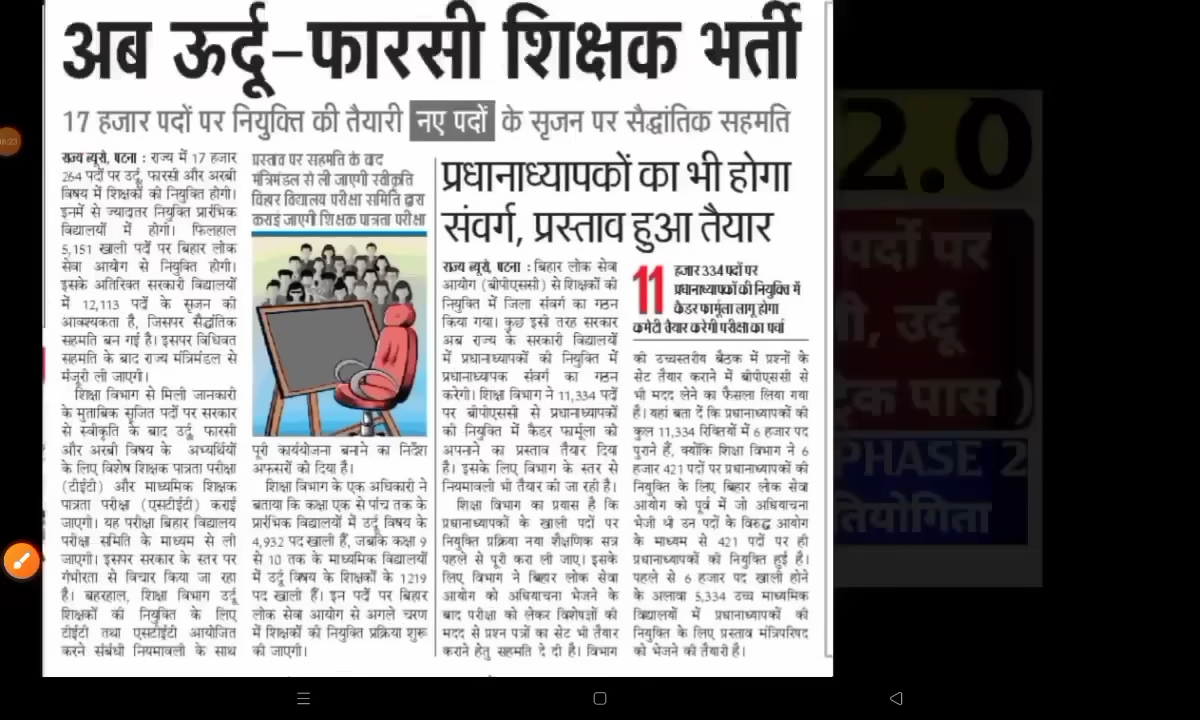 अब ऊर्दू-फारसी शिक्षक भर्ती
17 हजार पदों पर नियुक्ति की तैयारी नए पदों के सृजन पर सैद्धांतिक सहमति
राज्य ब्यूरो, पटना : राज्य में 17 हजार
264 पदों पर उर्दू, फारसी और अरबी
विषय में शिक्षकों की नियुक्ति होगी।
इनमें से ज्यादातर नियुक्ति प्रारंभिक
विद्यालयों में होगी। फिलहाल
5,151 खाली पदों पर बिहार लोक
सेवा आयोग से नियुक्ति होगी।
इसके अतिरिक्त सरकारी विद्यालयों
में 12,113 पदों के सृजन की
आवश्यकता है, जिसपर सैद्धांतिक
सहमति बन गई है। इसपर विधिवत
सहमति के बाद राज्य मंत्रिमंडल से
मंजूरी ली जाएगी।
शिक्षा विभाग से मिली जानकारी
के मुताबिक सृजित पदों पर सरकार
से स्वीकृति के बाद उर्दू, फारसी
और अरबी विषय के अभ्यर्थियों
के लिए विशेष शिक्षक पात्रता परीक्षा
(टीईटी) और माध्यमिक शिक्षक
पात्रता परीक्षा (एसटीईटी) कराई
जाएगी। यह परीक्षा बिहार विद्यालय
परीक्षा समिति के माध्यम से ली
जाएगी। इसपर सरकार के स्तर पर
गंभीरता से विचार किया जा रहा
है। बहरहाल, शिक्षा विभाग उर्दू
शिक्षकों की नियुक्ति के लिए
टीईटी तथा एसटीईटी आयोजित
करने संबंधी नियमावली के साथ
प्रस्ताव पर सहमति के बाद
मंत्रिमंडल से ली जाएगी स्वीकृति
बिहार विद्यालय परीक्षा समिति द्वारा
कराई जाएगी शिक्षक पात्रता परीक्षा
पूरी कार्ययोजना बनाने का निर्देश
अफसरों को दिया है।
शिक्षा विभाग के एक अधिकारी ने
बताया कि कक्षा एक से पांच तक के
प्रारंभिक विद्यालयों में उर्दू विषय के
4,932 पद खाली हैं, जबकि कक्षा 9
से 10 तक के माध्यमिक विद्यालयों
में उर्दू विषय के शिक्षकों के 1219
पद खाली हैं। इन पदों पर बिहार
लोक सेवा आयोग से अगले चरण
में शिक्षकों की नियुक्ति प्रक्रिया शुरू
की जाएगी।
प्रधानाध्यापकों का भी होगा
संवर्ग, प्रस्ताव हुआ तैयार
राज्य ब्यूरो, पटना : बिहार लोक सेवा
आयोग (बीपीएससी) से शिक्षकों की
नियुक्ति में जिला संवर्ग का गठन
किया गया। कुछ इसी तरह सरकार
अब राज्य के सरकारी विद्यालयों
में प्रधानाध्यापकों की नियुक्ति में
प्रधानाध्यापक संवर्ग का गठन
करेगी। शिक्षा विभाग ने 11,334 पदों
पर बीपीएससी से प्रधानाध्यापकों
की नियुक्ति में कैडर फार्मूला को
अपनाने का प्रस्ताव तैयार दिया
है। इसके लिए विभाग के स्तर से
नियमावली भी तैयार की जा रही है।
शिक्षा विभाग का प्रयास है कि
प्रधानाध्यापकों के खाली पदों पर
नियुक्ति प्रक्रिया नया शैक्षणिक सत्र
पहले से पूरी करा ली जाए। इसके
लिए विभाग ने बिहार लोक सेवा
आयोग को अधियाचना भेजने के
बाद परीक्षा को लेकर विशेषज्ञों की
मदद से प्रश्न पत्रों का सेट भी तैयार
कराने हेतु सहमति दे दी है। विभाग
11 हजार 334 पदों पर
प्रधानाध्यापकों की नियुक्ति में
कैडर फार्मूला लागू होगा
कमेटी तैयार करेगी परीक्षा का पर्चा
की उच्चस्तरीय बैठक में प्रश्नों के
सेट तैयार कराने में बीपीएससी से
भी मदद लेने का फैसला लिया गया
है। यहां बता दें कि प्रधानाध्यापकों की
कुल 11,334 रिक्तियों में 6 हजार पद
पुराने हैं, क्योंकि शिक्षा विभाग ने 6
हजार 421 पदों पर प्रधानाध्यापकों की
नियुक्ति के लिए बिहार लोक सेवा
आयोग को पूर्व में जो अधियाचना
भेजी थी उन पदों के विरुद्ध आयोग
के माध्यम से 421 पदों पर ही
प्रधानाध्यापकों की नियुक्ति हुई है।
पहले से 6 हजार पद खाली होने
के अलावा 5,334 उच्च माध्यमिक
विद्यालयों में प्रधानाध्यापकों की
नियुक्ति के लिए प्रस्ताव मंत्रिपरिषद
को भेजने की तैयारी है।
2.0
पदों पर
, उर्दू
पास )
PHASE 2